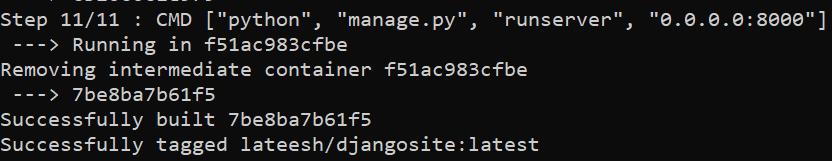 Step 11/11 : CMD ["python", "manage.py", "runserver", "0.0.0.0:8000"]
---> Running in f51ac983cfbe
Removing intermediate container f51ac983cfbe
---> 7be8ba7b61f5
Successfully built 7be8ba7b61f5
Successfully tagged lateesh/djangosite:latest